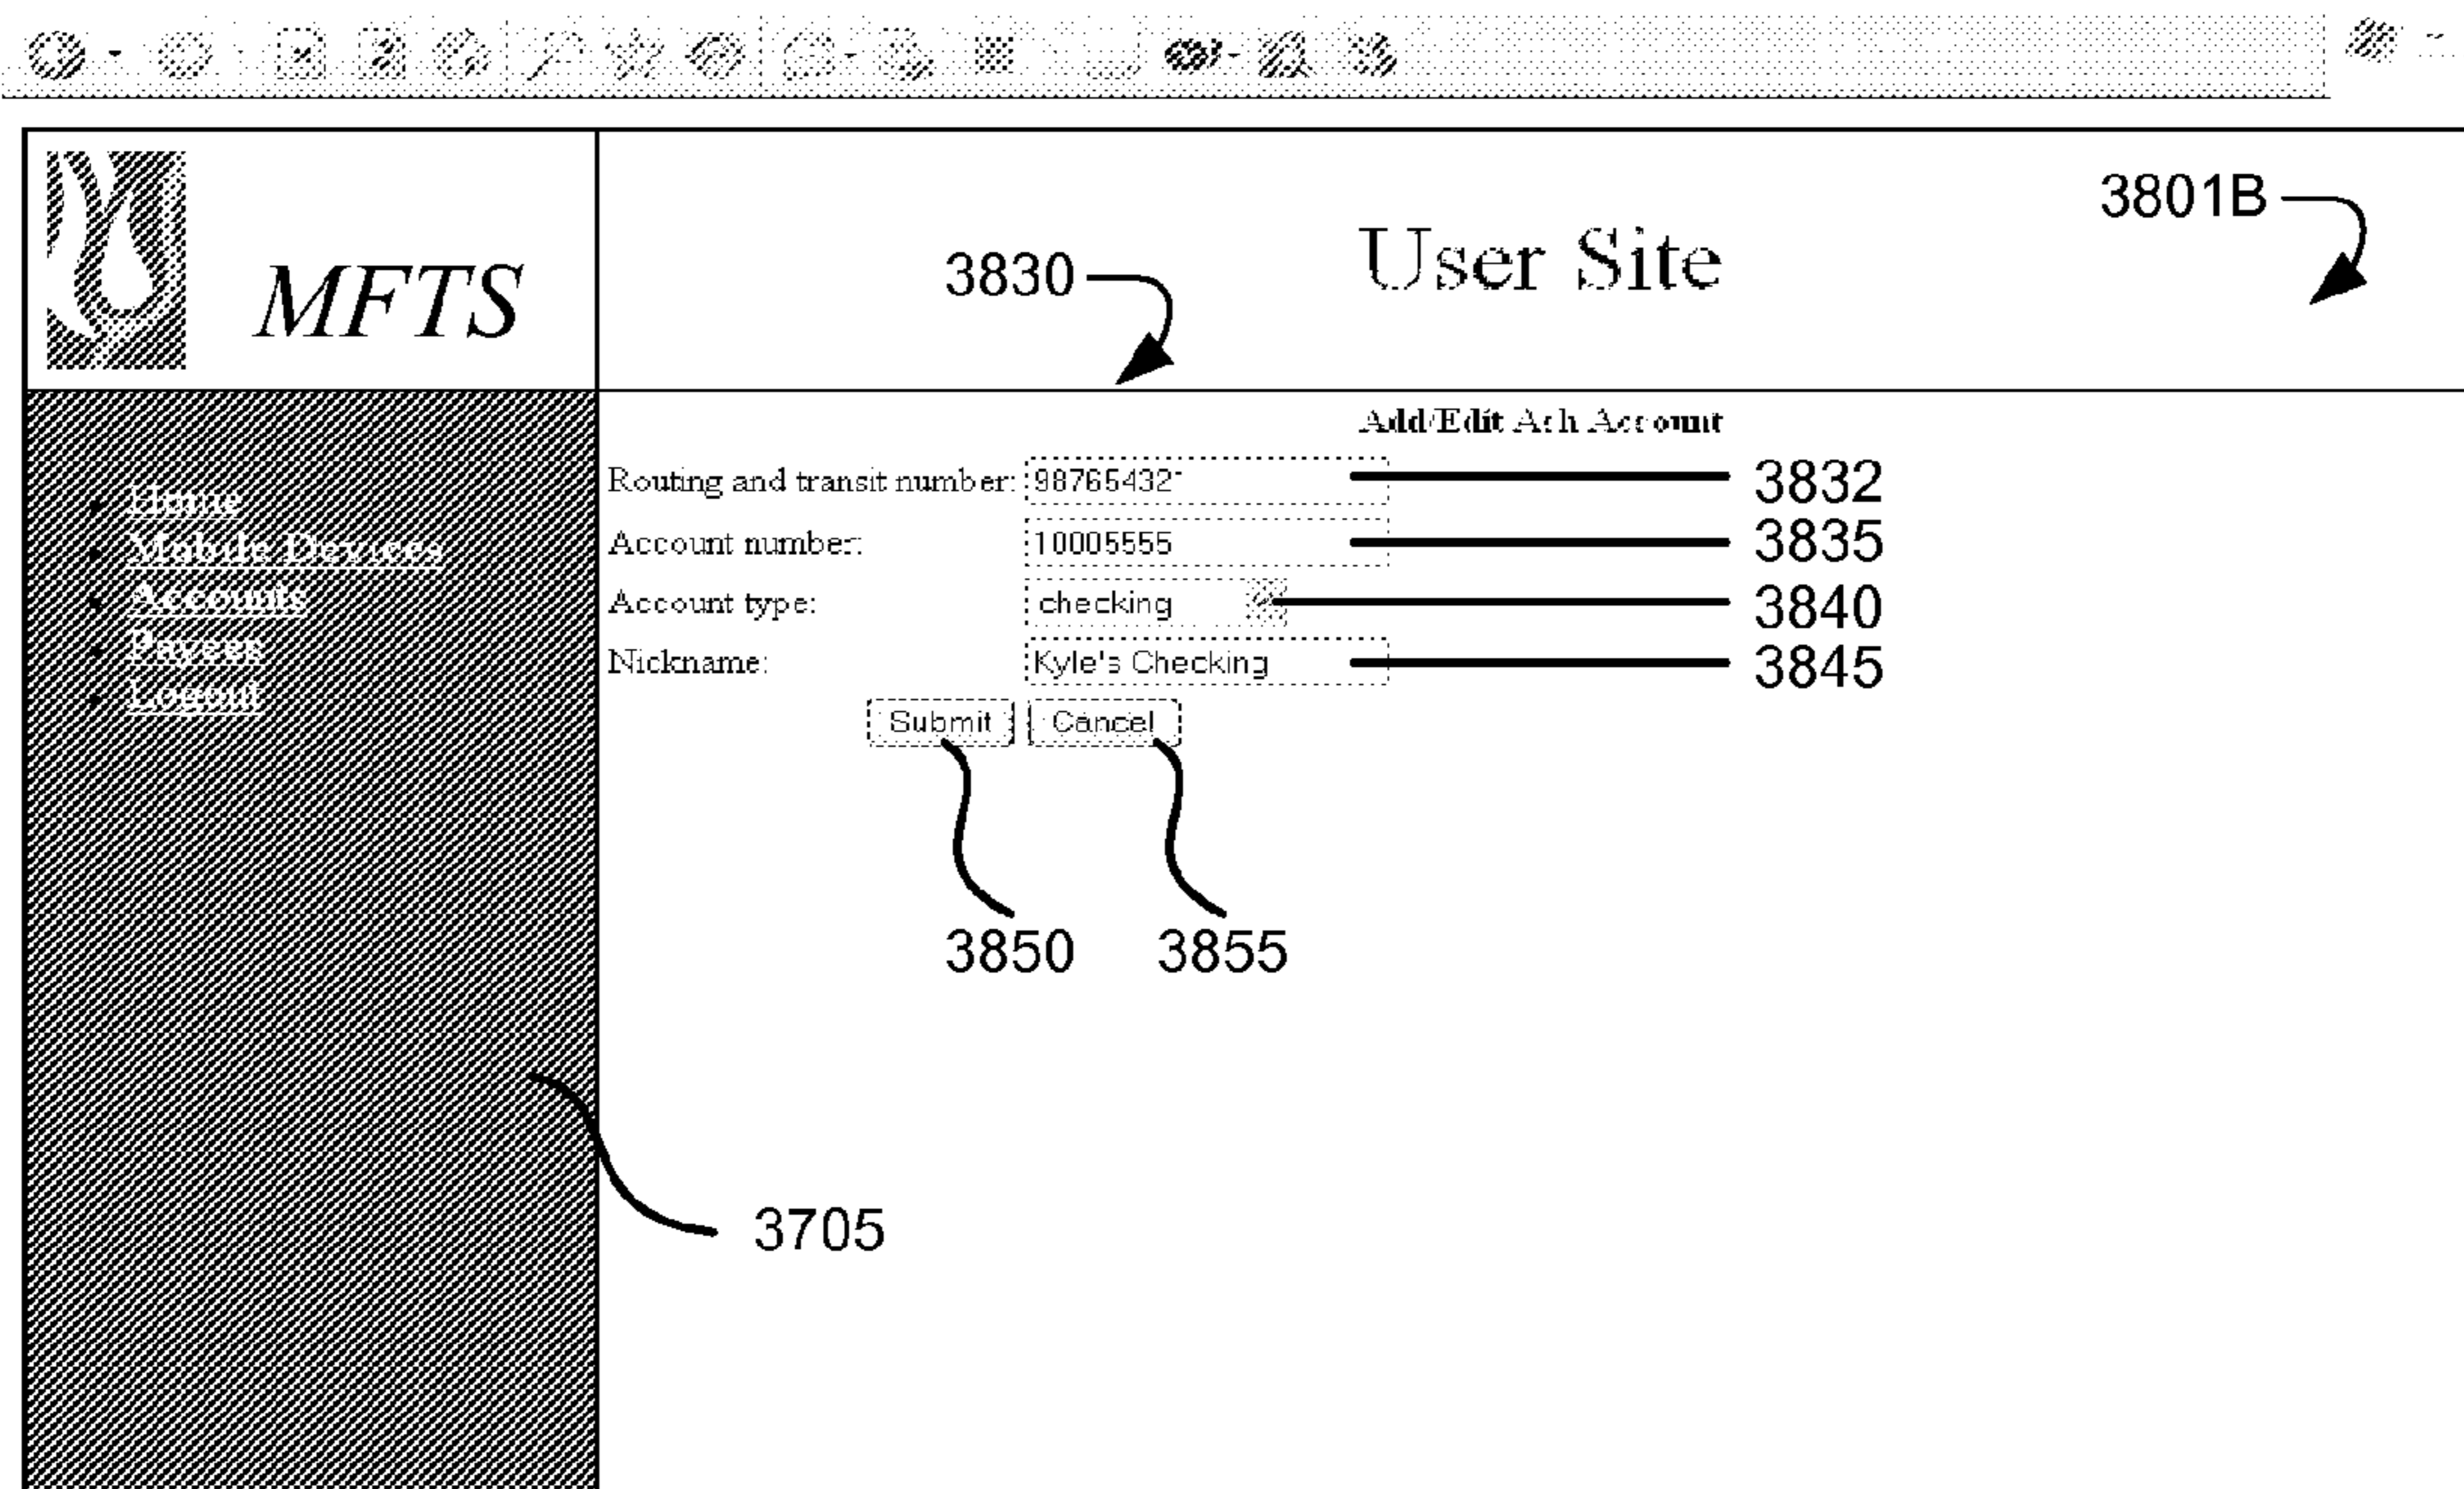 3801B
User Site
3830
MFTS
Add/Edit Ach Account
Routing and transit number: 987654321 3832
Home
Mobile Devices
Account number: 10005555 3835
Accounts
Account type: checking 3840
Payees
Nickname: Kyle's Checking 3845
Logout
Submit Cancel
3850 3855
3705